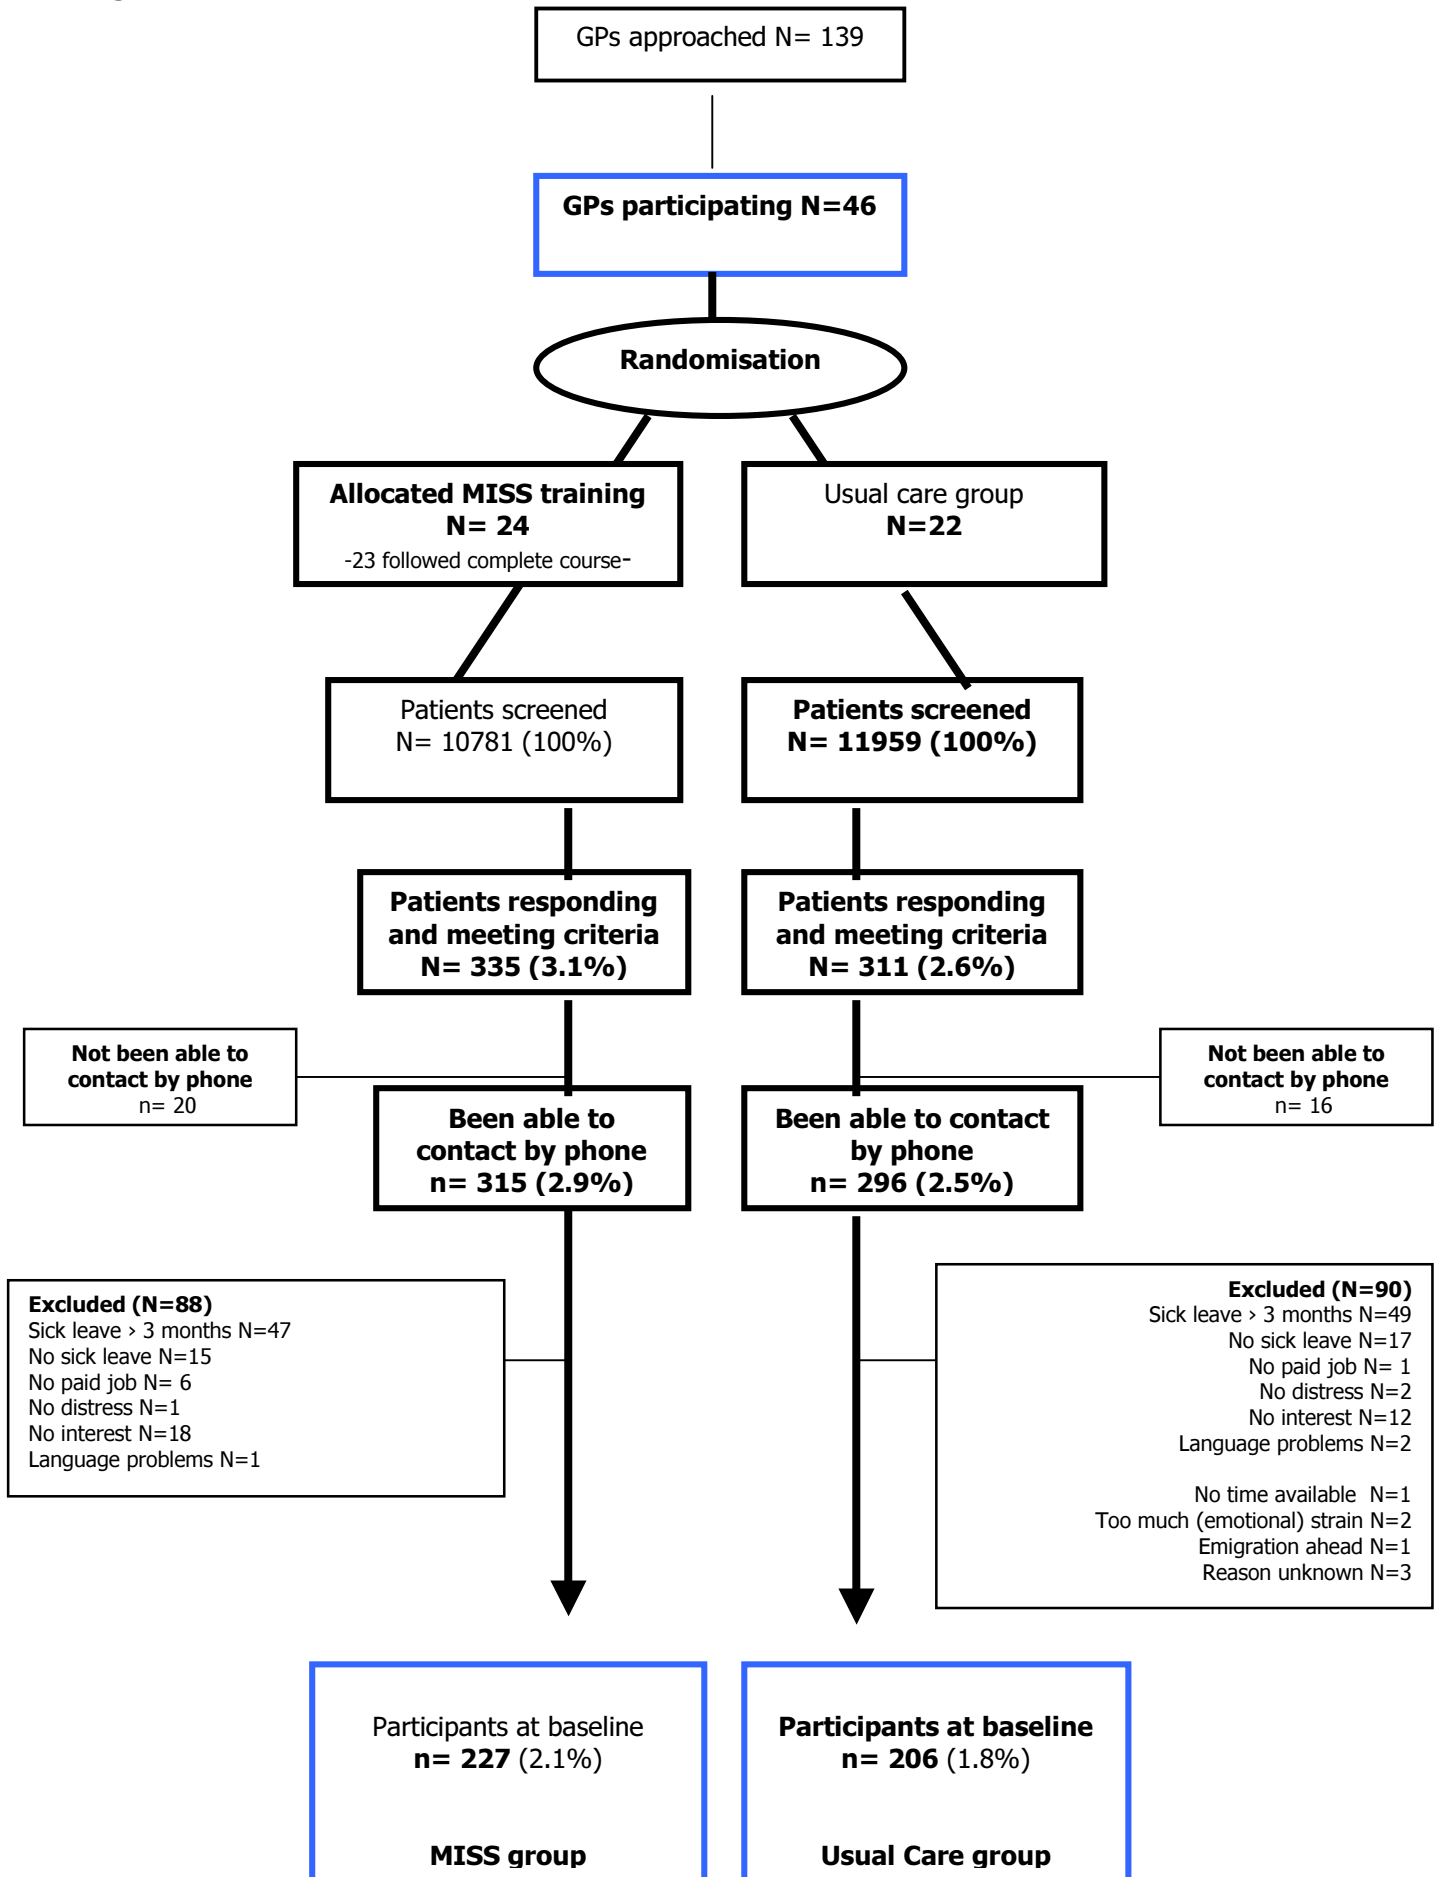 GPs approached N= 139
GPs participating N=46
Randomisation
Allocated MISS training
N= 24
-23 followed complete course-
Usual care group
N=22
Patients screened
N= 10781 (100%)
Patients screened
N= 11959 (100%)
Patients responding
and meeting criteria
N= 335 (3.1%)
Patients responding
and meeting criteria
N= 311 (2.6%)
Not been able to
contact by phone
n= 20
Not been able to
contact by phone
n= 16
Been able to
contact by phone
n= 315 (2.9%)
Been able to contact
by phone
n= 296 (2.5%)
Excluded (N=88)
Sick leave › 3 months N=47
No sick leave N=15
No paid job N= 6
No distress N=1
No interest N=18
Language problems N=1
Excluded (N=90)
Sick leave › 3 months N=49
No sick leave N=17
No paid job N= 1
No distress N=2
No interest N=12
Language problems N=2
No time available N=1
Too much (emotional) strain N=2
Emigration ahead N=1
Reason unknown N=3
Participants at baseline
n= 227 (2.1%)
MISS group
Participants at baseline
n= 206 (1.8%)
Usual Care group